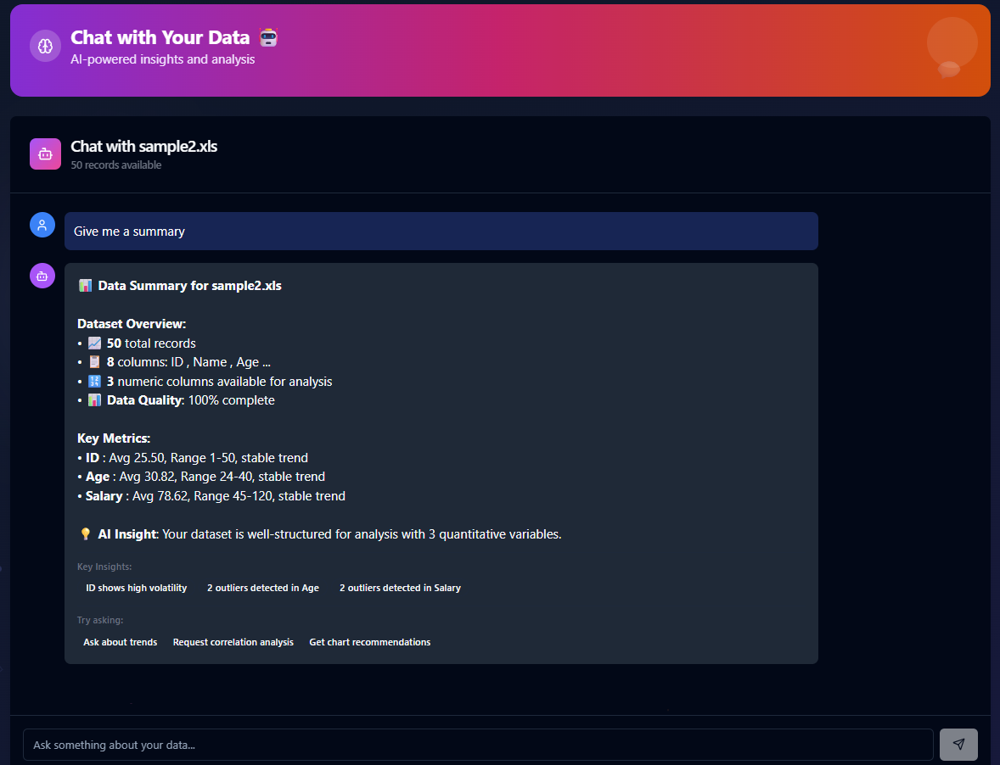 Chat with Your Data 🤖
AI-powered insights and analysis
Chat with sample2.xls
50 records available
Give me a summary
📊 Data Summary for sample2.xls
Dataset Overview:
• 📈 50 total records
• 📋 8 columns: ID , Name , Age ...
• 🔢 3 numeric columns available for analysis
• 📊 Data Quality: 100% complete
Key Metrics:
• ID : Avg 25.50, Range 1-50, stable trend
• Age : Avg 30.82, Range 24-40, stable trend
• Salary : Avg 78.62, Range 45-120, stable trend
💡 AI Insight: Your dataset is well-structured for analysis with 3 quantitative variables.
Key Insights:
ID shows high volatility 2 outliers detected in Age 2 outliers detected in Salary
Try asking:
Ask about trends Request correlation analysis Get chart recommendations
Ask something about your data...